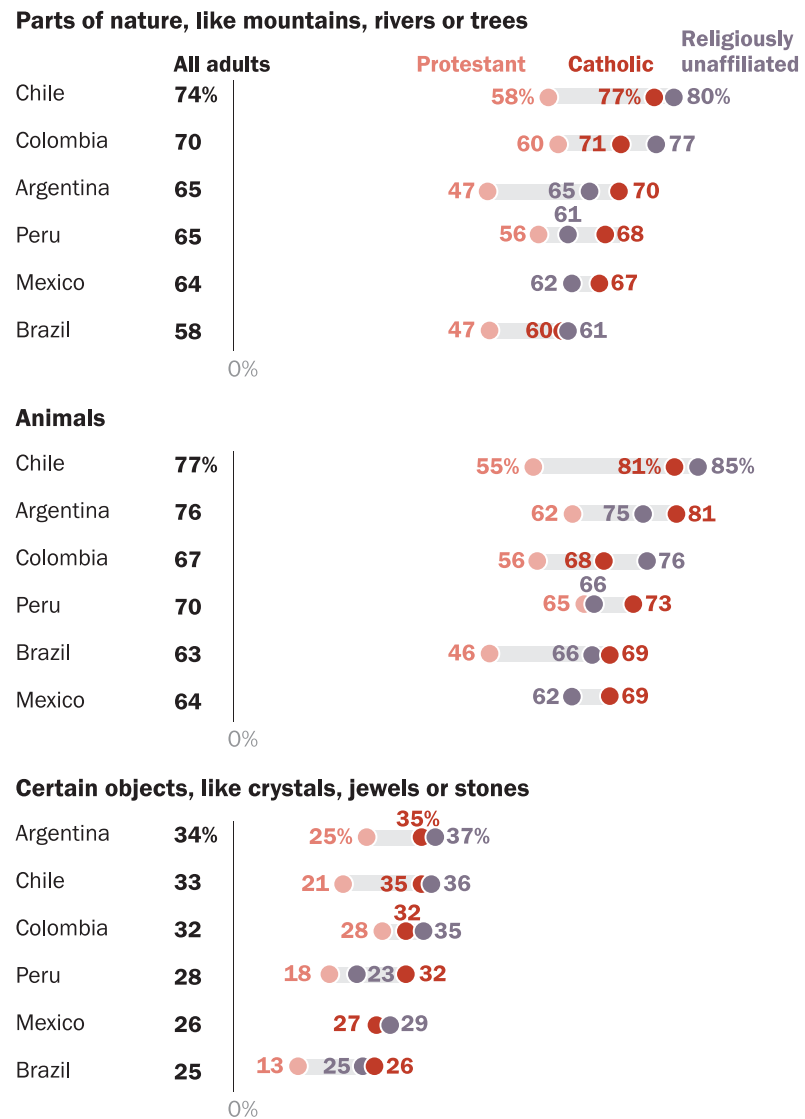 Parts of nature, like mountains, rivers or trees
All adults Protestant Catholic Religiously unaffiliated
Chile 74% 58% 77% 80%
Colombia 70 60 71 77
Argentina 65 47 65 70
Peru 65 56 61 68
Mexico 64 62 67
Brazil 58 47 60 61
0%
Animals
Chile 77% 55% 81% 85%
Argentina 76 62 75 81
Colombia 67 56 68 76
Peru 70 65 66 73
Brazil 63 46 66 69
Mexico 64 62 69
0%
Certain objects, like crystals, jewels or stones
Argentina 34% 25% 35% 37%
Chile 33 21 35 36
Colombia 32 28 32 35
Peru 28 18 23 32
Mexico 26 27 29
Brazil 25 13 25 26
0%